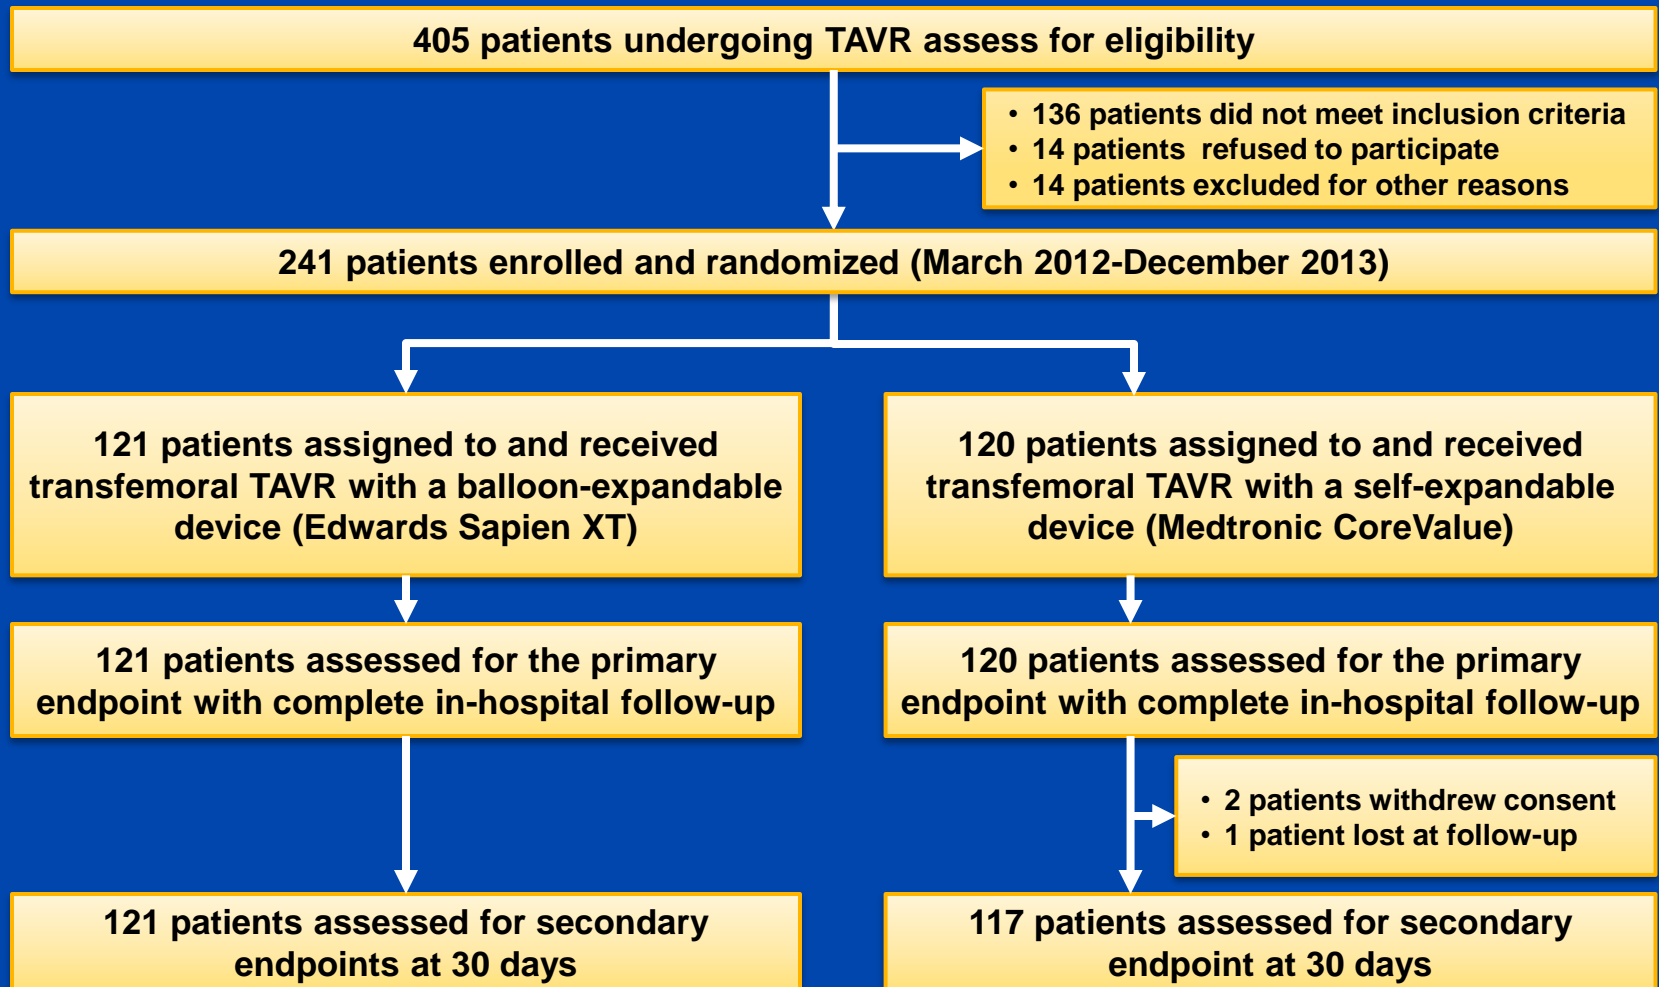 405 patients undergoing TAVR assess for eligibility
• 136 patients did not meet inclusion criteria
• 14 patients refused to participate
• 14 patients excluded for other reasons
241 patients enrolled and randomized (March 2012-December 2013)
121 patients assigned to and received
transfemoral TAVR with a balloon-expandable
device (Edwards Sapien XT)
120 patients assigned to and received
transfemoral TAVR with a self-expandable
device (Medtronic CoreValue)
121 patients assessed for the primary
endpoint with complete in-hospital follow-up
120 patients assessed for the primary
endpoint with complete in-hospital follow-up
• 2 patients withdrew consent
• 1 patient lost at follow-up
121 patients assessed for secondary
endpoints at 30 days
117 patients assessed for secondary
endpoint at 30 days